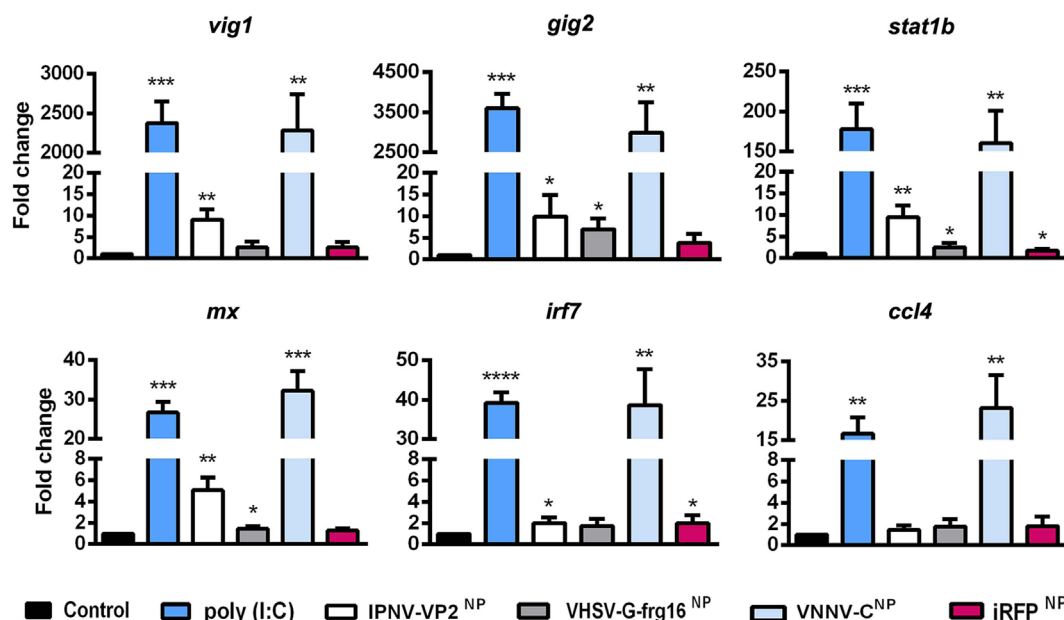 vig1 gig2 stat1b
3000 *** **
2500
2000
20
15
10 **
5
0
Fold change
4500 *** **
3500
2500
20
15 * *
10
5
0
250 *** **
200
150
20
15 **
10 * *
5
0
mx irf7 ccl4
40 *** ***
30
20
8
6 **
4 *
2
0
Fold change
50 **** **
40
30
8
6
4 * *
2
0
35 ** **
25
15
8
6
4
2
0
Control poly (I:C) IPNV-VP2 NP VHSV-G-frg16 NP VNNV-C NP iRFP NP